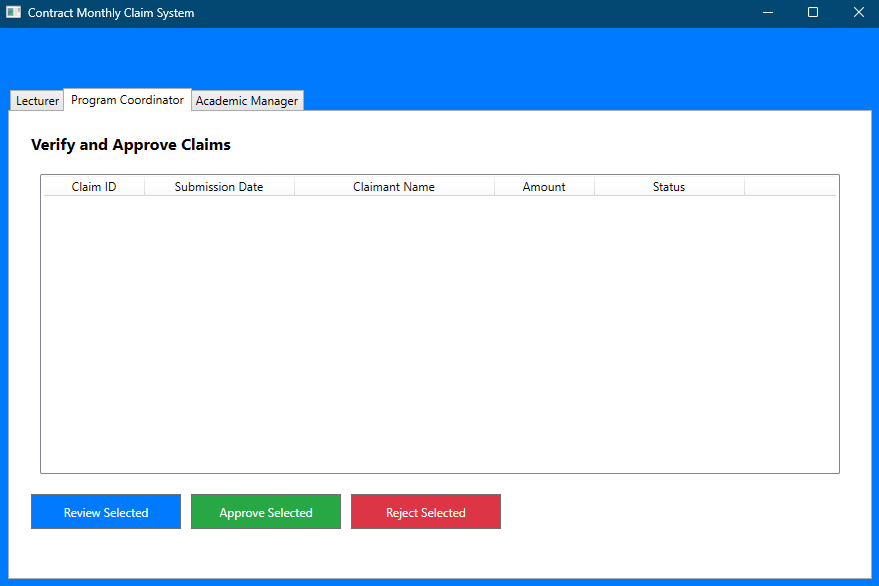 Contract Monthly Claim System
Lecturer Program Coordinator Academic Manager
Verify and Approve Claims
Claim ID Submission Date Claimant Name Amount Status
Review Selected Approve Selected Reject Selected